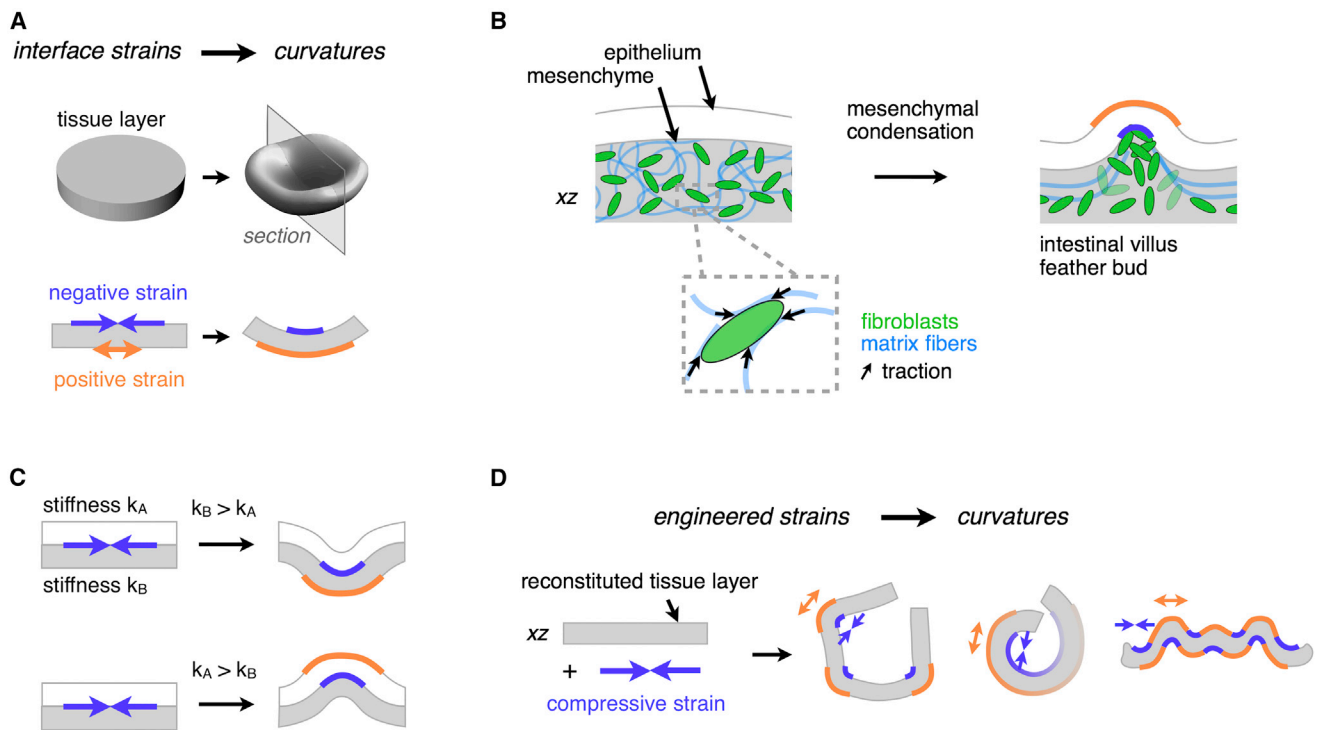 A
interface strains
curvatures
tissue layer
section
negative strain
positive strain
B
epithelium
mesenchyme
xz
mesenchymal
condensation
intestinal villus
feather bud
fibroblasts
matrix fibers
traction
C
stiffness kA
kB > kA
stiffness kB
kA > kB
D
engineered strains
curvatures
reconstituted tissue layer
xz
+
compressive strain